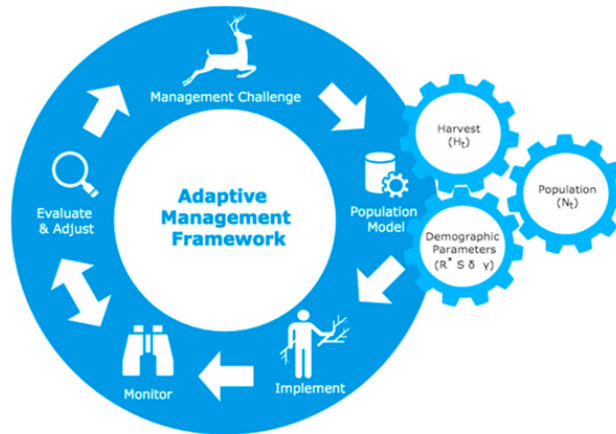 Management Challenge
Harvest
(Hₜ)
Population
(Nₜ)
Adaptive
Management
Framework
Evaluate
& Adjust
Population
Model
Demographic
Parameters
(R* S δ γ)
Monitor
Implement